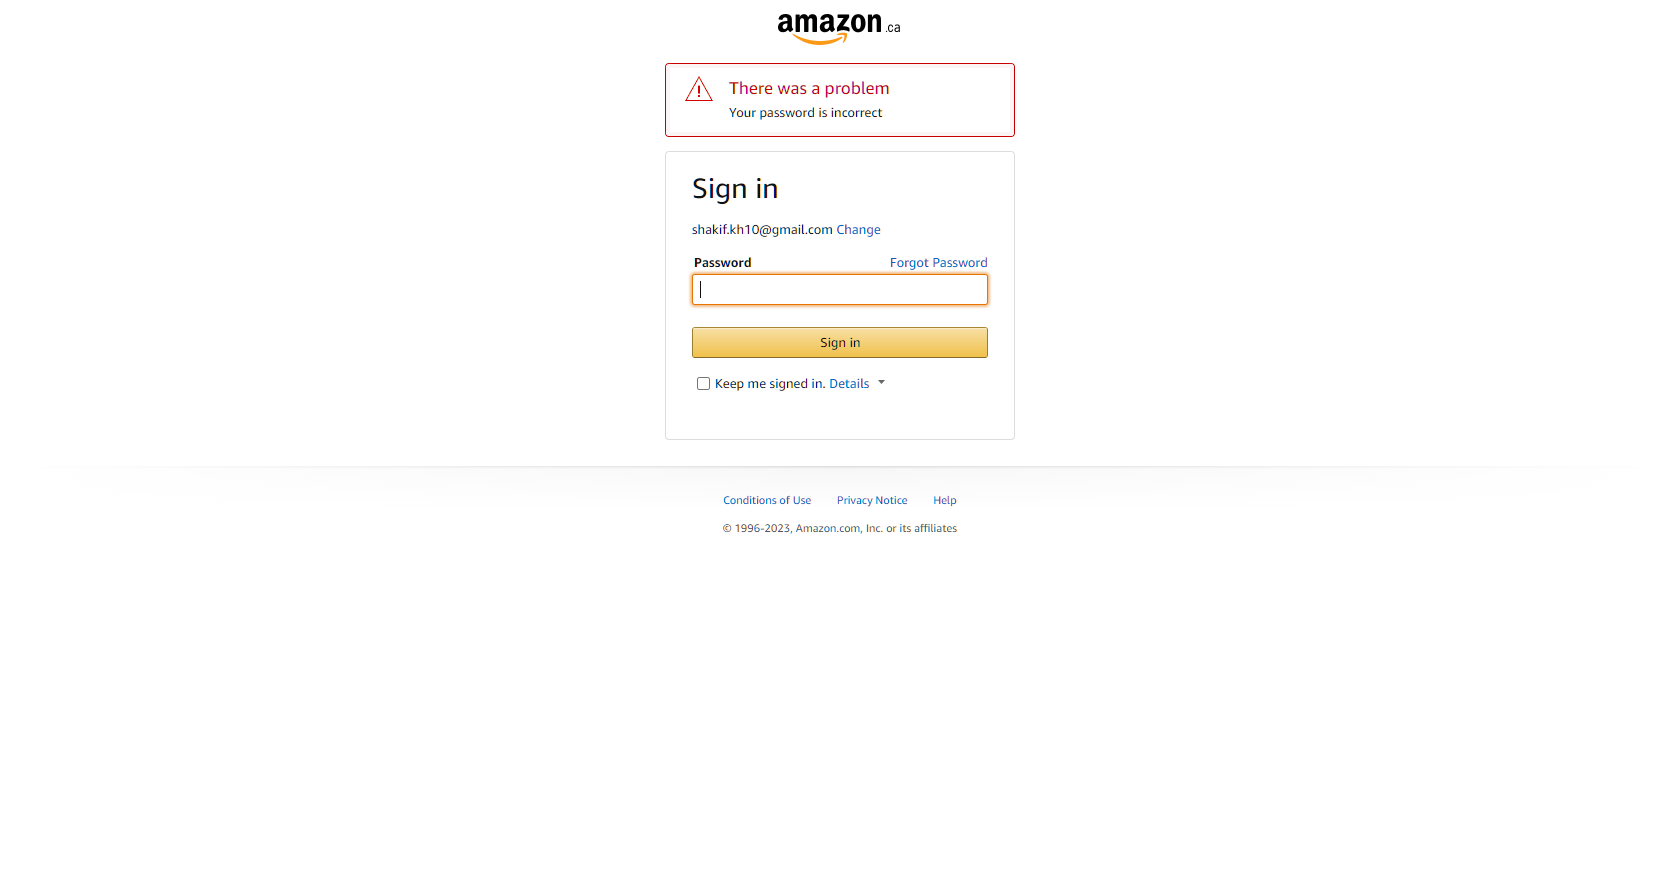 amazon.ca
There was a problem
Your password is incorrect
Sign in
shakif.kh10@gmail.com Change
Password Forgot Password
Sign in
Keep me signed in. Details
Conditions of Use Privacy Notice Help
© 1996-2023, Amazon.com, Inc. or its affiliates